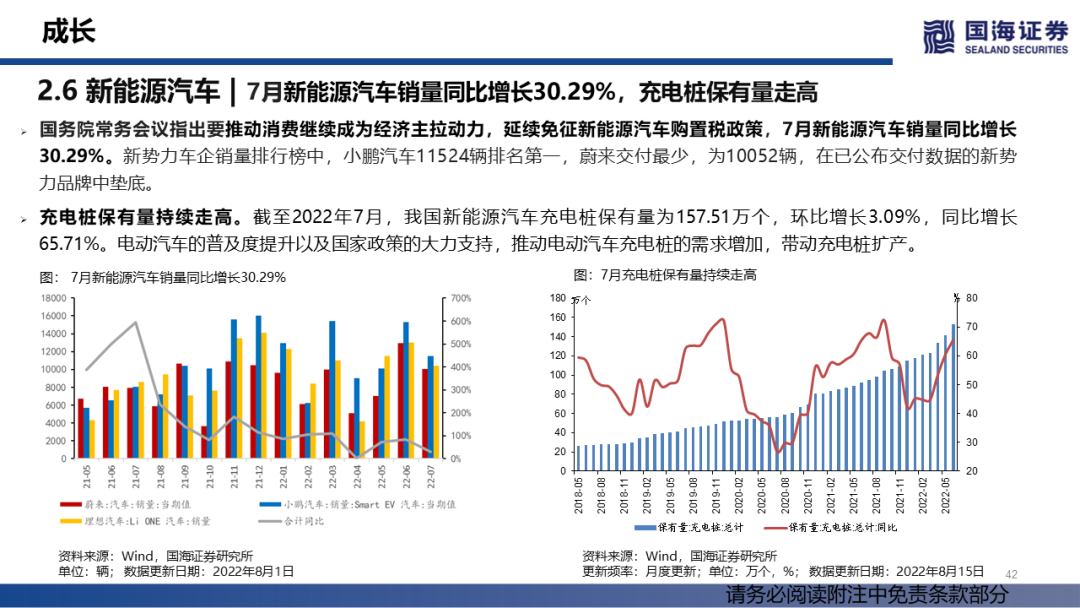 成长
国海证券
SEALAND SECURITIES
2.6 新能源汽车 | 7月新能源汽车销量同比增长30.29%，充电桩保有量走高
国务院常务会议指出要推动消费继续成为经济主拉动力，延续免征新能源汽车购置税政策，7月新能源汽车销量同比增长
30.29%。新势力车企销量排行榜中，小鹏汽车11524辆排名第一，蔚来交付最少，为10052辆，在已公布交付数据的新势
力品牌中垫底。
充电桩保有量持续走高。截至2022年7月，我国新能源汽车充电桩保有量为157.51万个，环比增长3.09%，同比增长
65.71%。电动汽车的普及度提升以及国家政策的大力支持，推动电动汽车充电桩的需求增加，带动充电桩扩产。
图： 7月新能源汽车销量同比增长30.29%
18000
16000
14000
12000
10000
8000
6000
4000
2000
0
700%
600%
500%
400%
300%
200%
100%
0%
21-05 21-06 21-07 21-08 21-09 21-10 21-11 21-12 22-01 22-02 22-03 22-04 22-05 22-06 22-07
蔚来:汽车:销量:当期值 小鹏汽车:销量:Smart EV 汽车:当期值
理想汽车:Li ONE 汽车:销量 合计同比
资料来源：Wind，国海证券研究所
单位：辆； 数据更新日期：2022年8月1日
图：7月充电桩保有量持续走高
万个
%
180
160
140
120
100
80
60
40
20
0
80
70
60
50
40
30
20
2018-05 2018-08 2018-11 2019-02 2019-05 2019-08 2019-11 2020-02 2020-05 2020-08 2020-11 2021-02 2021-05 2021-08 2021-11 2022-02 2022-05
保有量:充电桩:总计 保有量:充电桩:总计:同比
资料来源：Wind，国海证券研究所
更新频率：月度更新；单位：万个，%； 数据更新日期：2022年8月15日
42
请务必阅读附注中免责条款部分